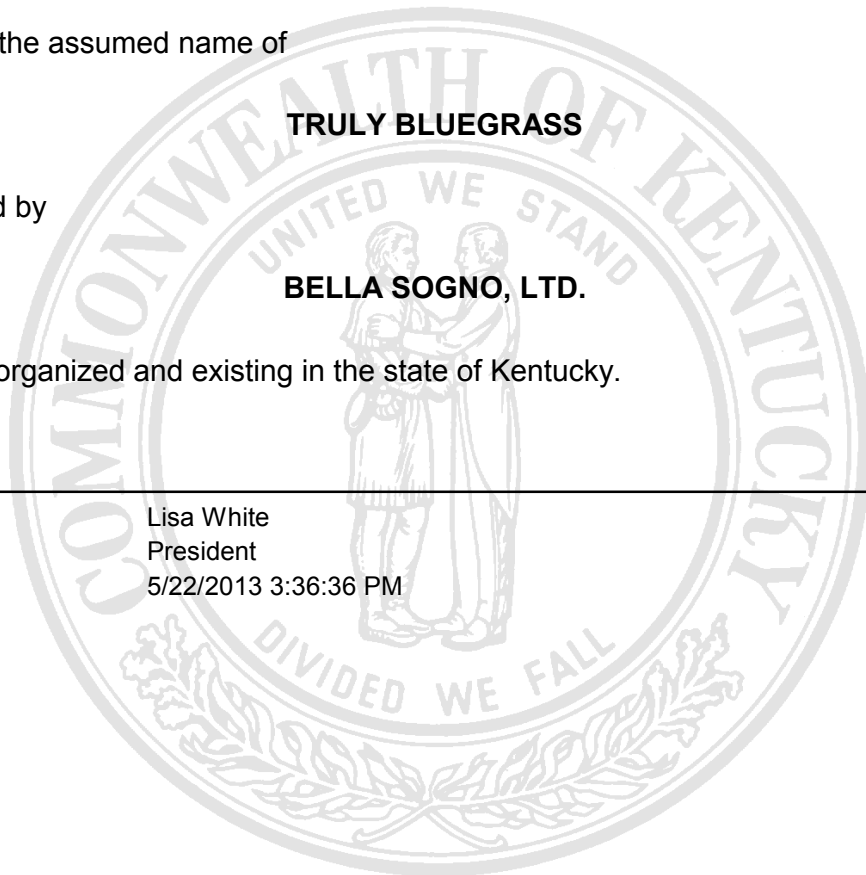 the assumed name of
TRULY BLUEGRASS
d by
BELLA SOGNO, LTD.
organized and existing in the state of Kentucky.
Lisa White
President
5/22/2013 3:36:36 PM
COMMONWEALTH OF KENTUCKY
UNITED WE STAND
DIVIDED WE FALL